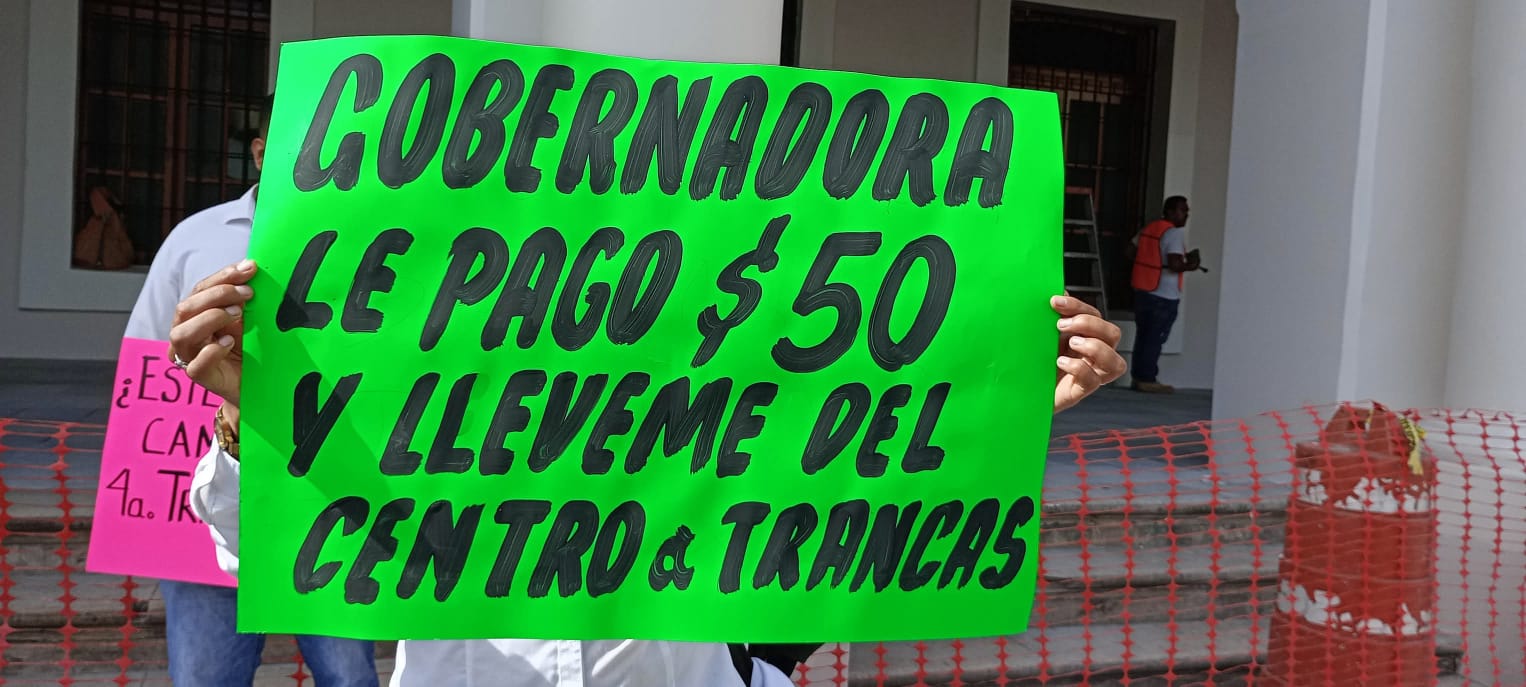 GOBERNADORA
LE PAGO $50
Y LLEVEME DEL
CENTRO a TRANCAS
¿ESTE
CAM
4a. TR